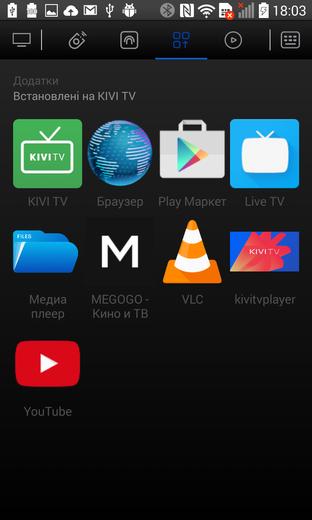 18:03
Додатки
Встановлені на KIVI TV
KIVI TV
KIVI TV
Браузер
Play Маркет
Live TV
FILES
M
KIVI TV
Медиа плеер
MEGOGO - Кино и ТВ
VLC
kivitvplayer
YouTube